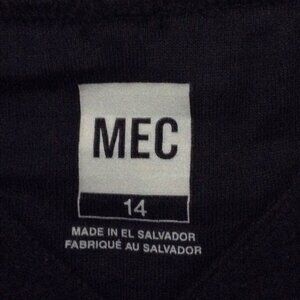 MEC
14
MADE IN EL SALVADOR
FABRIQUÉ AU SALVADOR